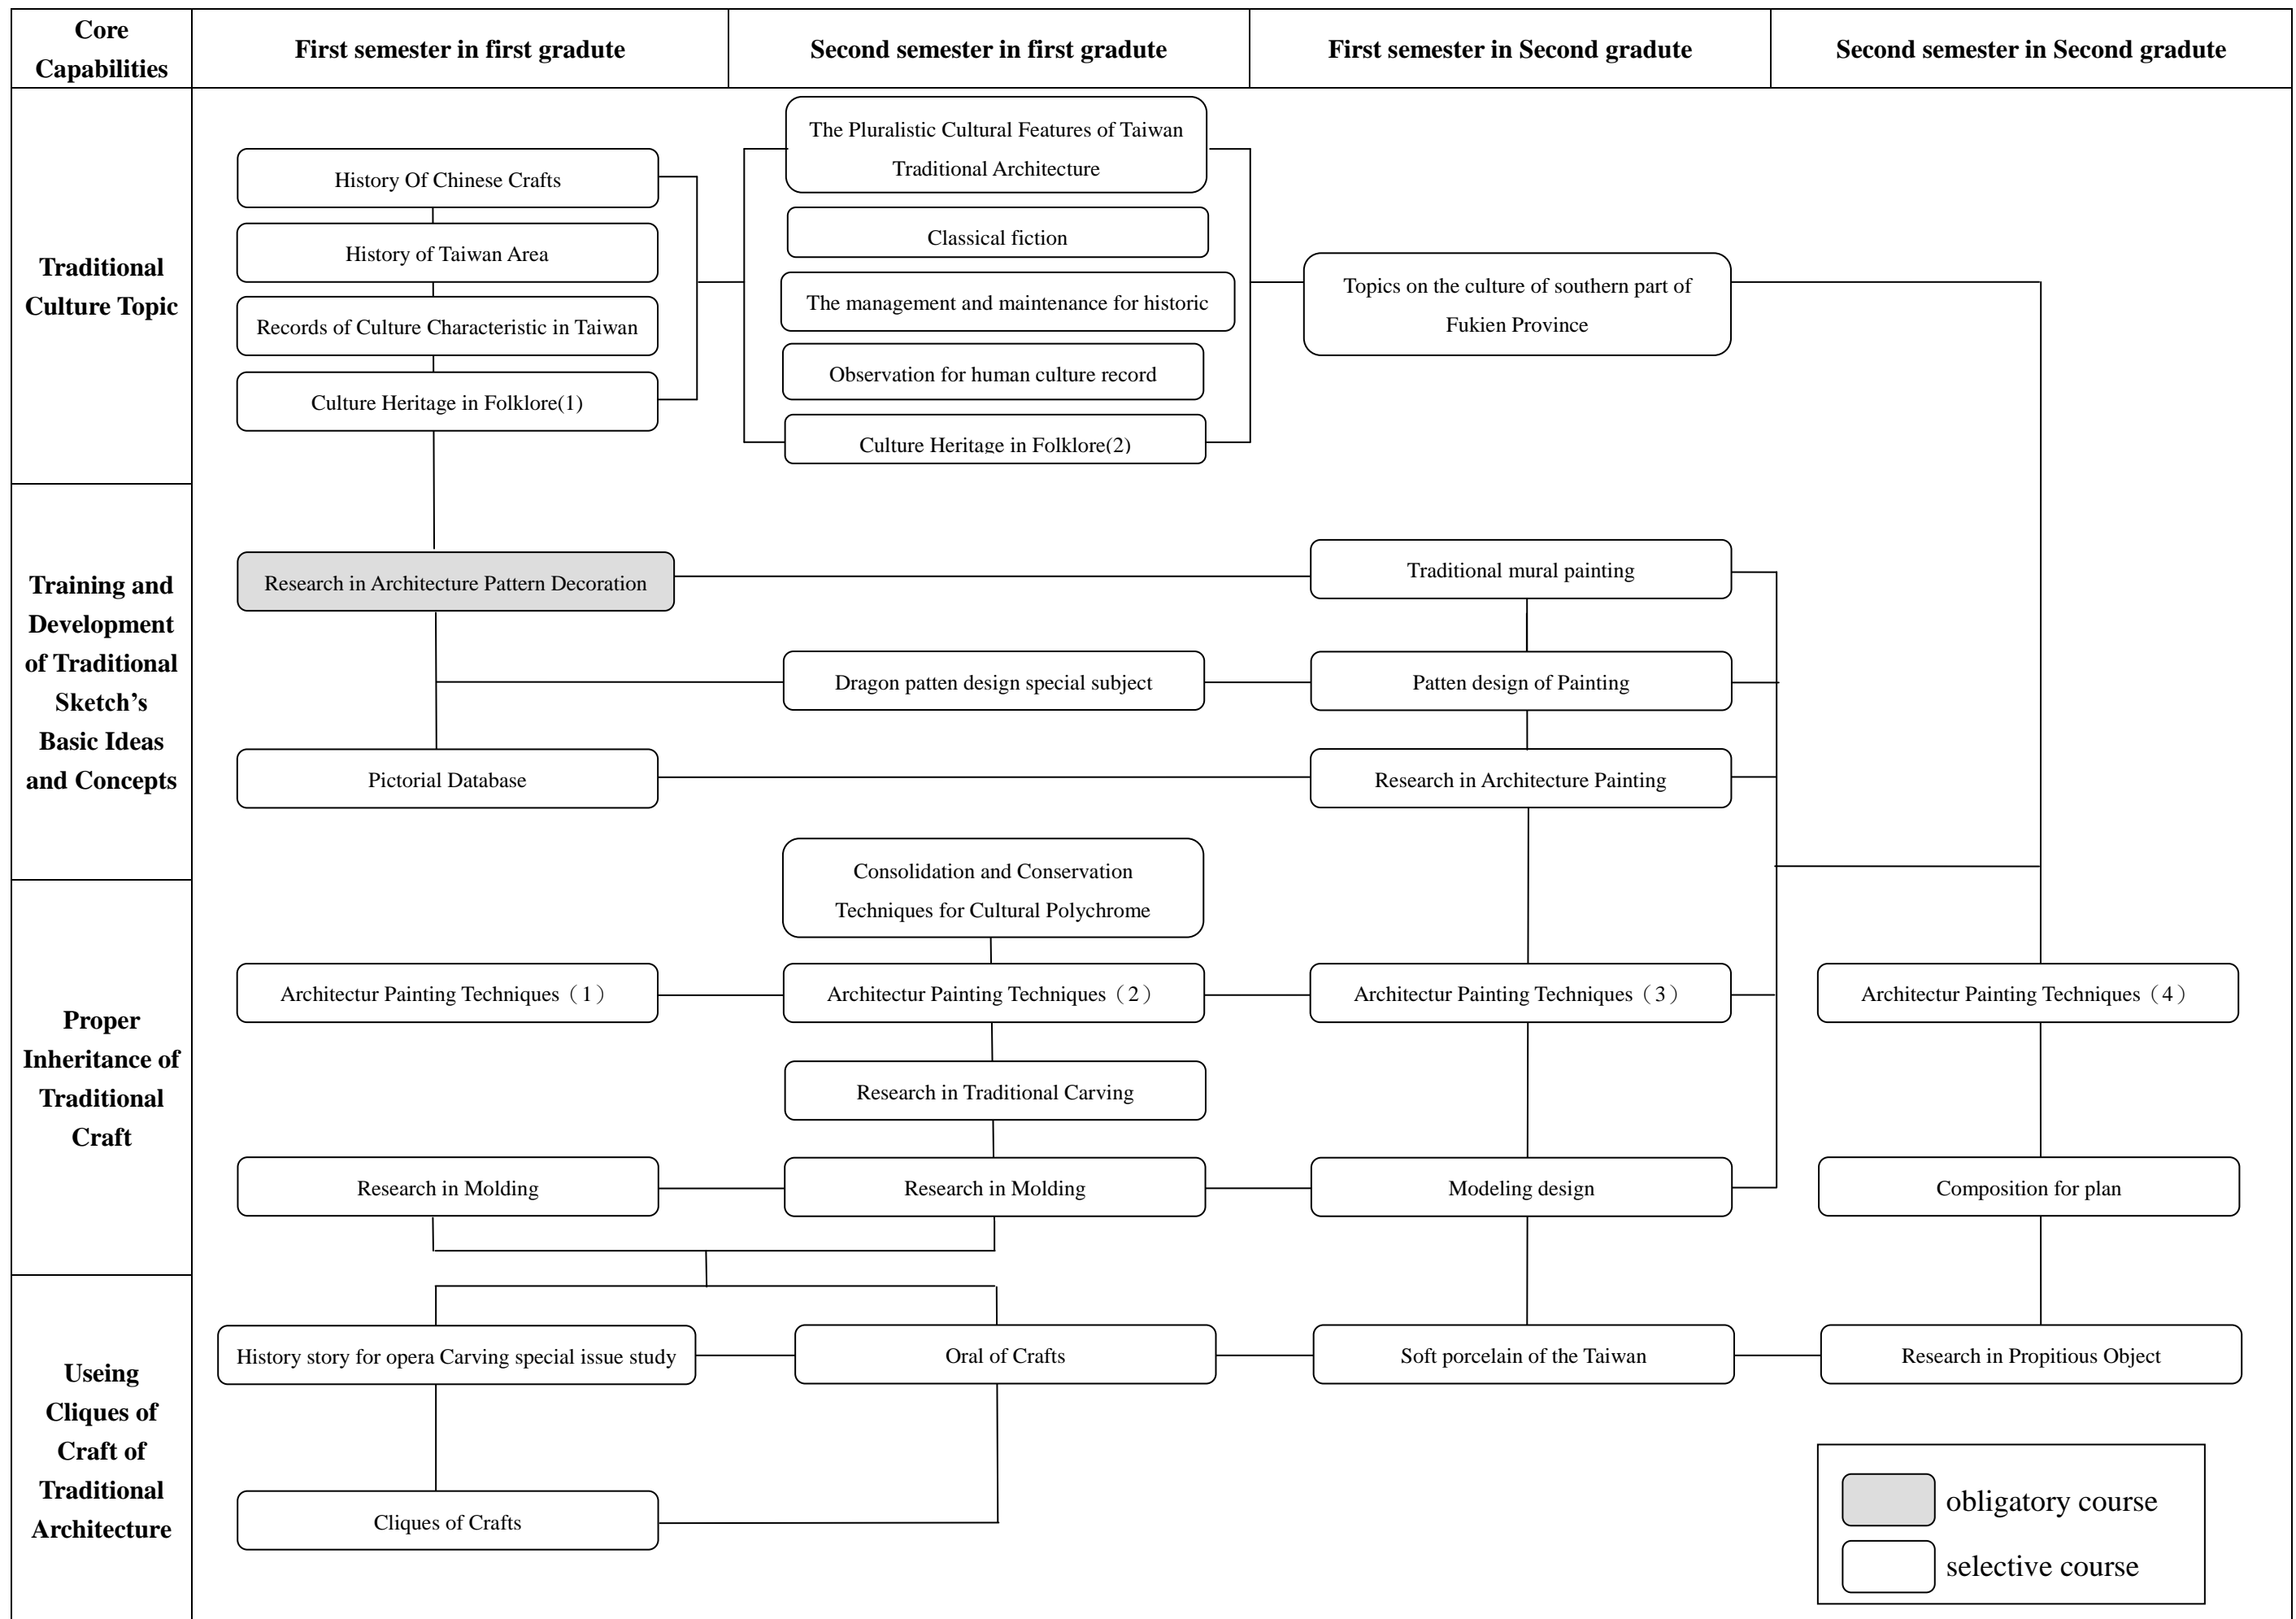 Core
Capabilities
First semester in first gradute
Second semester in first gradute
First semester in Second gradute
Second semester in Second gradute
Traditional
Culture Topic
History Of Chinese Crafts
History of Taiwan Area
Records of Culture Characteristic in Taiwan
Culture Heritage in Folklore(1)
The Pluralistic Cultural Features of Taiwan
Traditional Architecture
Classical fiction
The management and maintenance for historic
Observation for human culture record
Culture Heritage in Folklore(2)
Topics on the culture of southern part of
Fukien Province
Training and
Development
of Traditional
Sketch’s
Basic Ideas
and Concepts
Research in Architecture Pattern Decoration
Traditional mural painting
Dragon patten design special subject
Patten design of Painting
Pictorial Database
Research in Architecture Painting
Proper
Inheritance of
Traditional
Craft
Consolidation and Conservation
Techniques for Cultural Polychrome
Architectur Painting Techniques（1）
Architectur Painting Techniques（2）
Architectur Painting Techniques（3）
Architectur Painting Techniques（4）
Research in Traditional Carving
Research in Molding
Research in Molding
Modeling design
Composition for plan
Useing
Cliques of
Craft of
Traditional
Architecture
History story for opera Carving special issue study
Oral of Crafts
Soft porcelain of the Taiwan
Research in Propitious Object
Cliques of Crafts
obligatory course
selective course